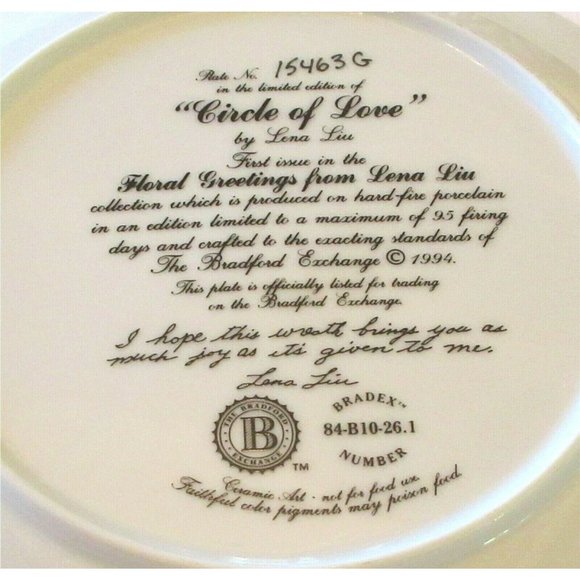 Plate No. 15463G
in the limited edition of
"Circle of Love"
by Lena Liu
First issue in the
Floral Greetings from Lena Liu
collection which is produced on hard-fire porcelain
in an edition limited to a maximum of 95 firing
days and crafted to the exacting standards of
The Bradford Exchange © 1994.
This plate is officially listed for trading
on the Bradford Exchange.
I hope this wreath brings you as
much joy as it's given to me.
Lena Liu
THE BRADFORD
B
EXCHANGE
TM
BRADEX™
84-B10-26.1
NUMBER
Ceramic Art - not for food use.
Faithful color pigments may poison food.